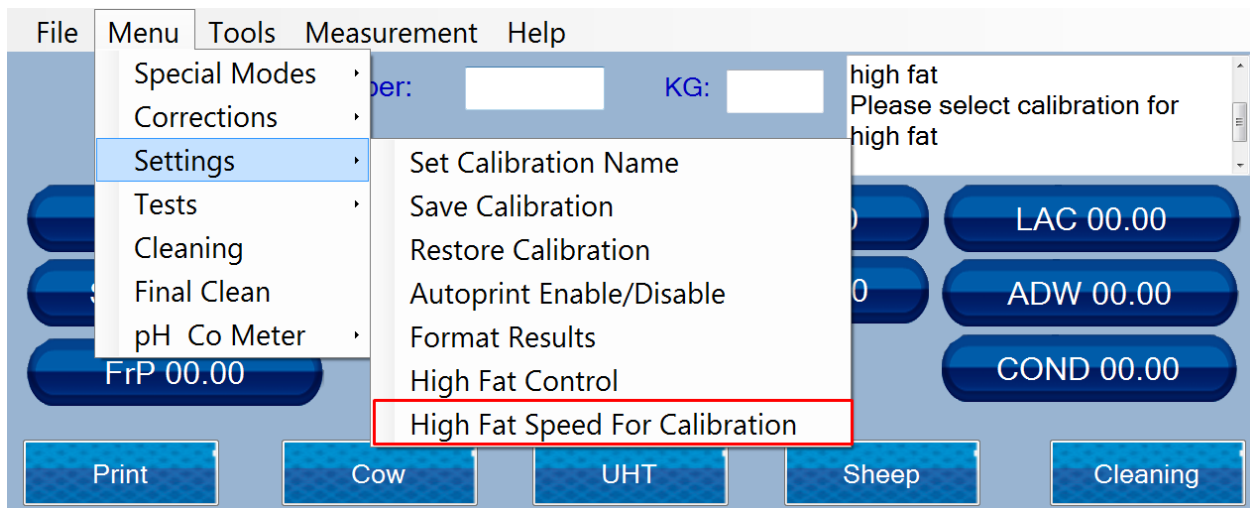 File Menu Tools Measurement Help
Special Modes
Corrections
Settings
Tests
Cleaning
Final Clean
pH Co Meter
Set Calibration Name
Save Calibration
Restore Calibration
Autoprint Enable/Disable
Format Results
High Fat Control
High Fat Speed For Calibration
KG:
high fat
Please select calibration for
high fat
LAC 00.00
ADW 00.00
FrP 00.00
COND 00.00
Print Cow UHT Sheep Cleaning